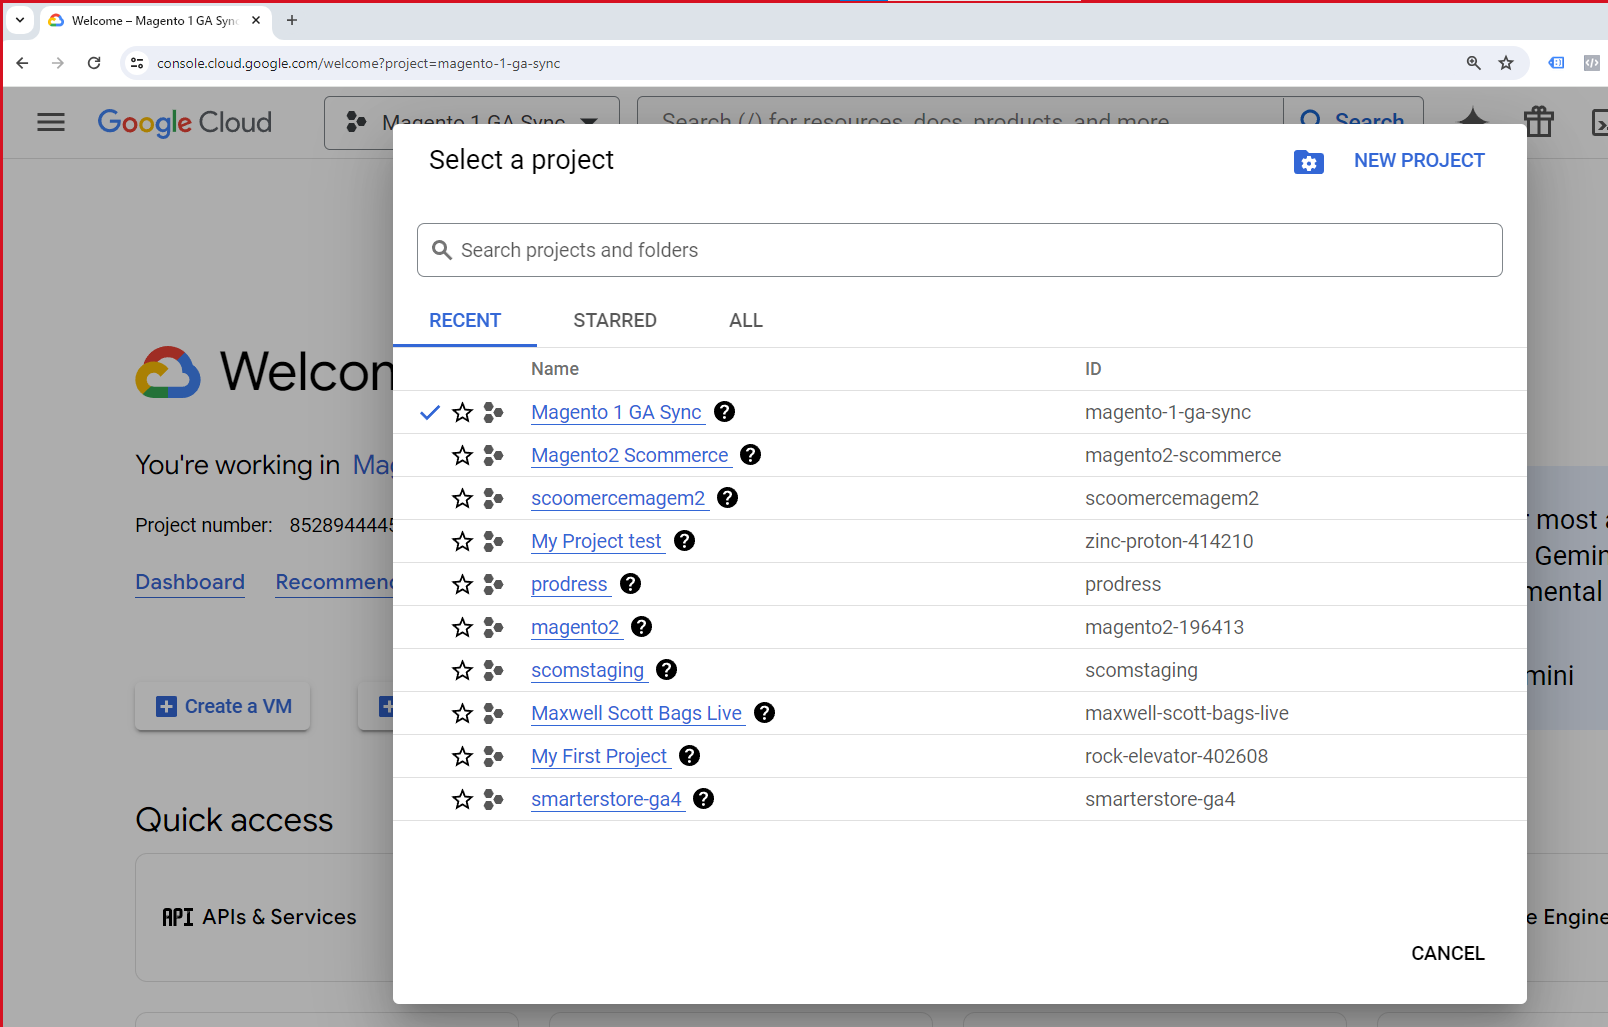 Welcome – Magento 1 GA Sync
console.cloud.google.com/welcome?project=magento-1-ga-sync
Google Cloud
Magento 1 GA Sync
Search (/) for resources, docs, products, and more
Search
Select a project
NEW PROJECT
Search projects and folders
RECENT STARRED ALL
Name ID
Magento 1 GA Sync magento-1-ga-sync
Magento2 Scommerce magento2-scommerce
scoomercemagem2 scoomercemagem2
My Project test zinc-proton-414210
prodress prodress
magento2 magento2-196413
scomstaging scomstaging
Maxwell Scott Bags Live maxwell-scott-bags-live
My First Project rock-elevator-402608
smarterstore-ga4 smarterstore-ga4
CANCEL
Welcon
You're working in Mag
Project number: 8528944445
Dashboard Recommend
Create a VM
Quick access
API APIs & Services
most
Gemin
mental
mini
e Engine